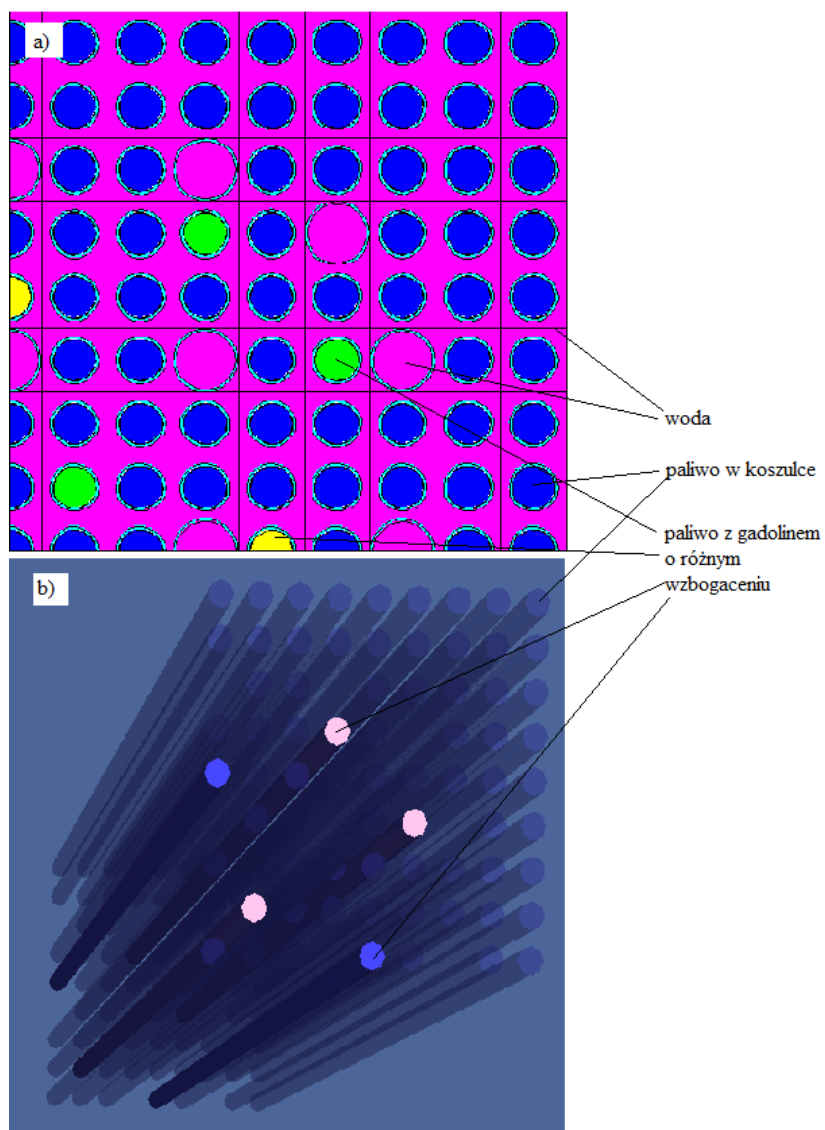 a)
woda
paliwo w koszulce
paliwo z gadolinem
o różnym
wzbogaceniu
b)